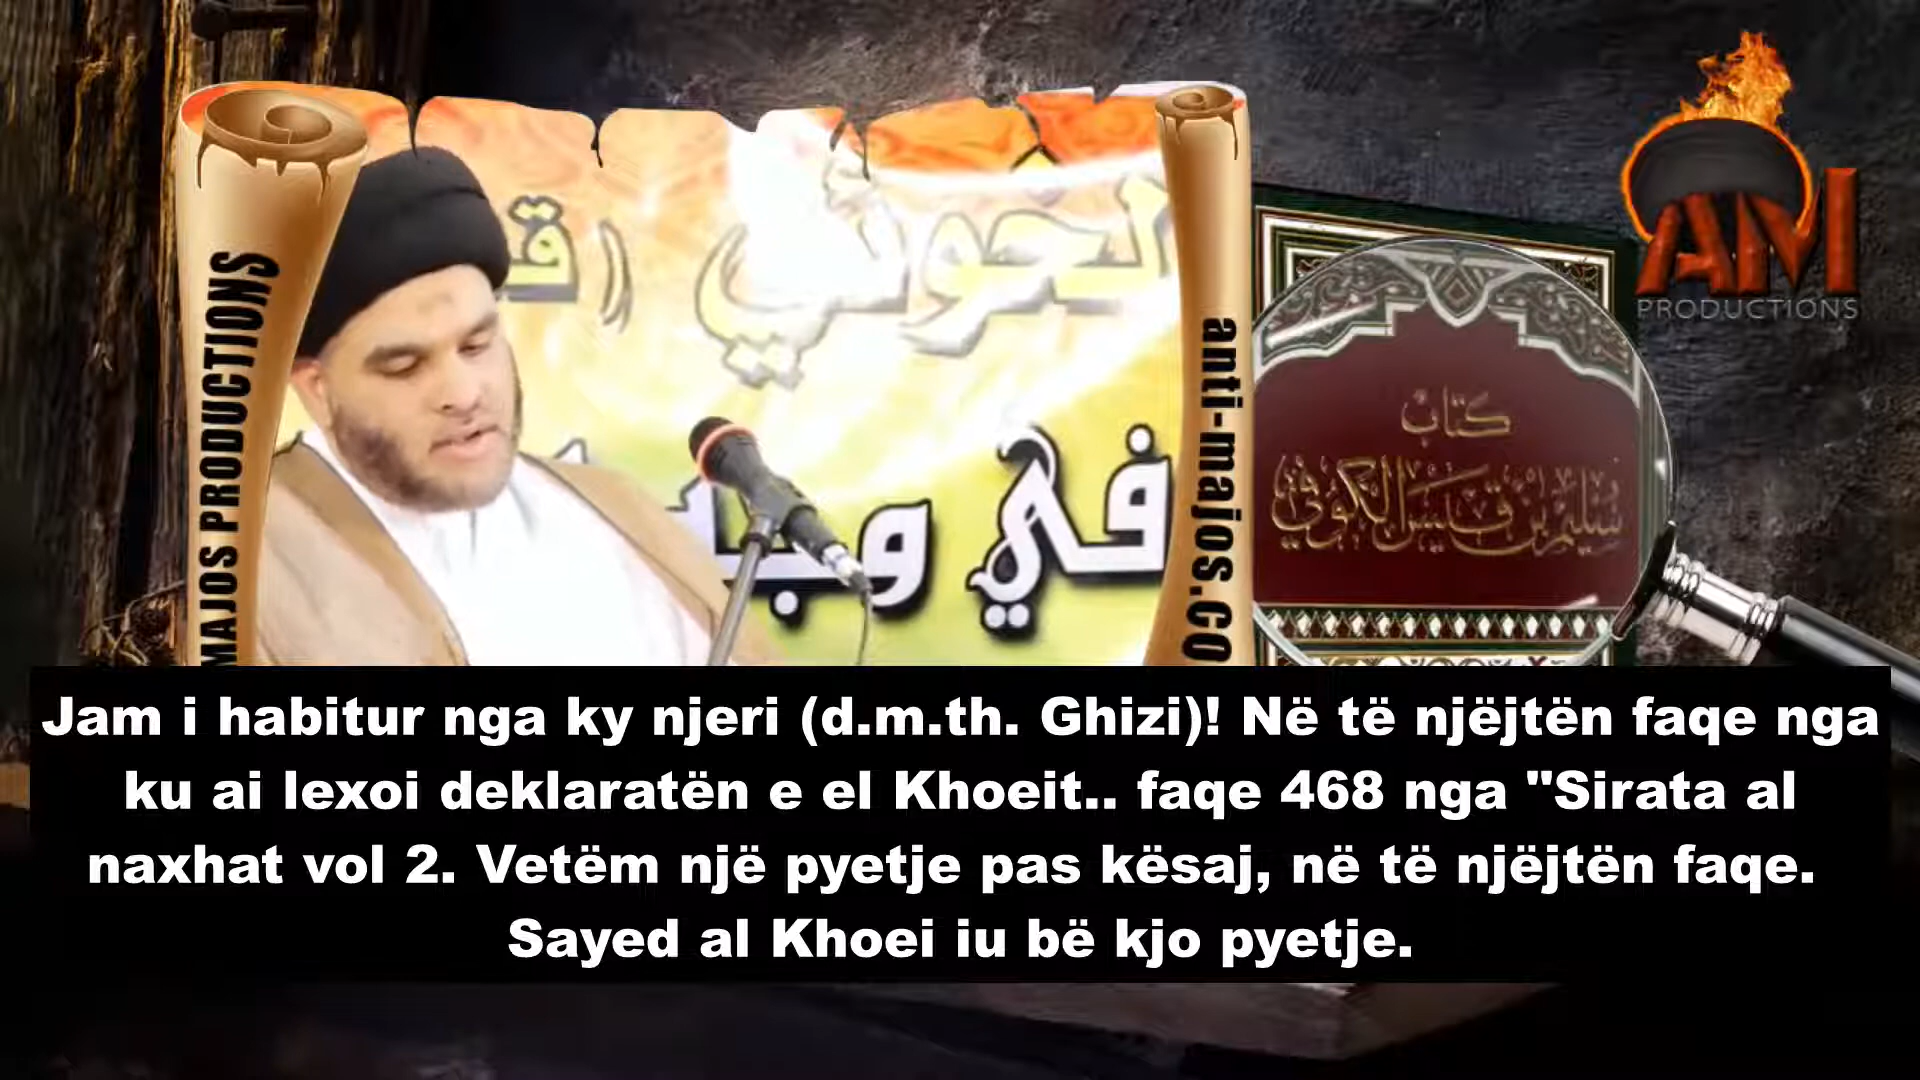 AM
PRODUCTIONS
MAJOS PRODUCTIONS
anti-majos.co
في
كتاب
سليم بن قيس الكوفي
Jam i habitur nga ky njeri (d.m.th. Ghizi)! Në të njëjtën faqe nga
ku ai lexoi deklaratën e el Khoeit.. faqe 468 nga "Sirata al
naxhat vol 2. Vetëm një pyetje pas kësaj, në të njëjtën faqe.
Sayed al Khoei iu bë kjo pyetje.